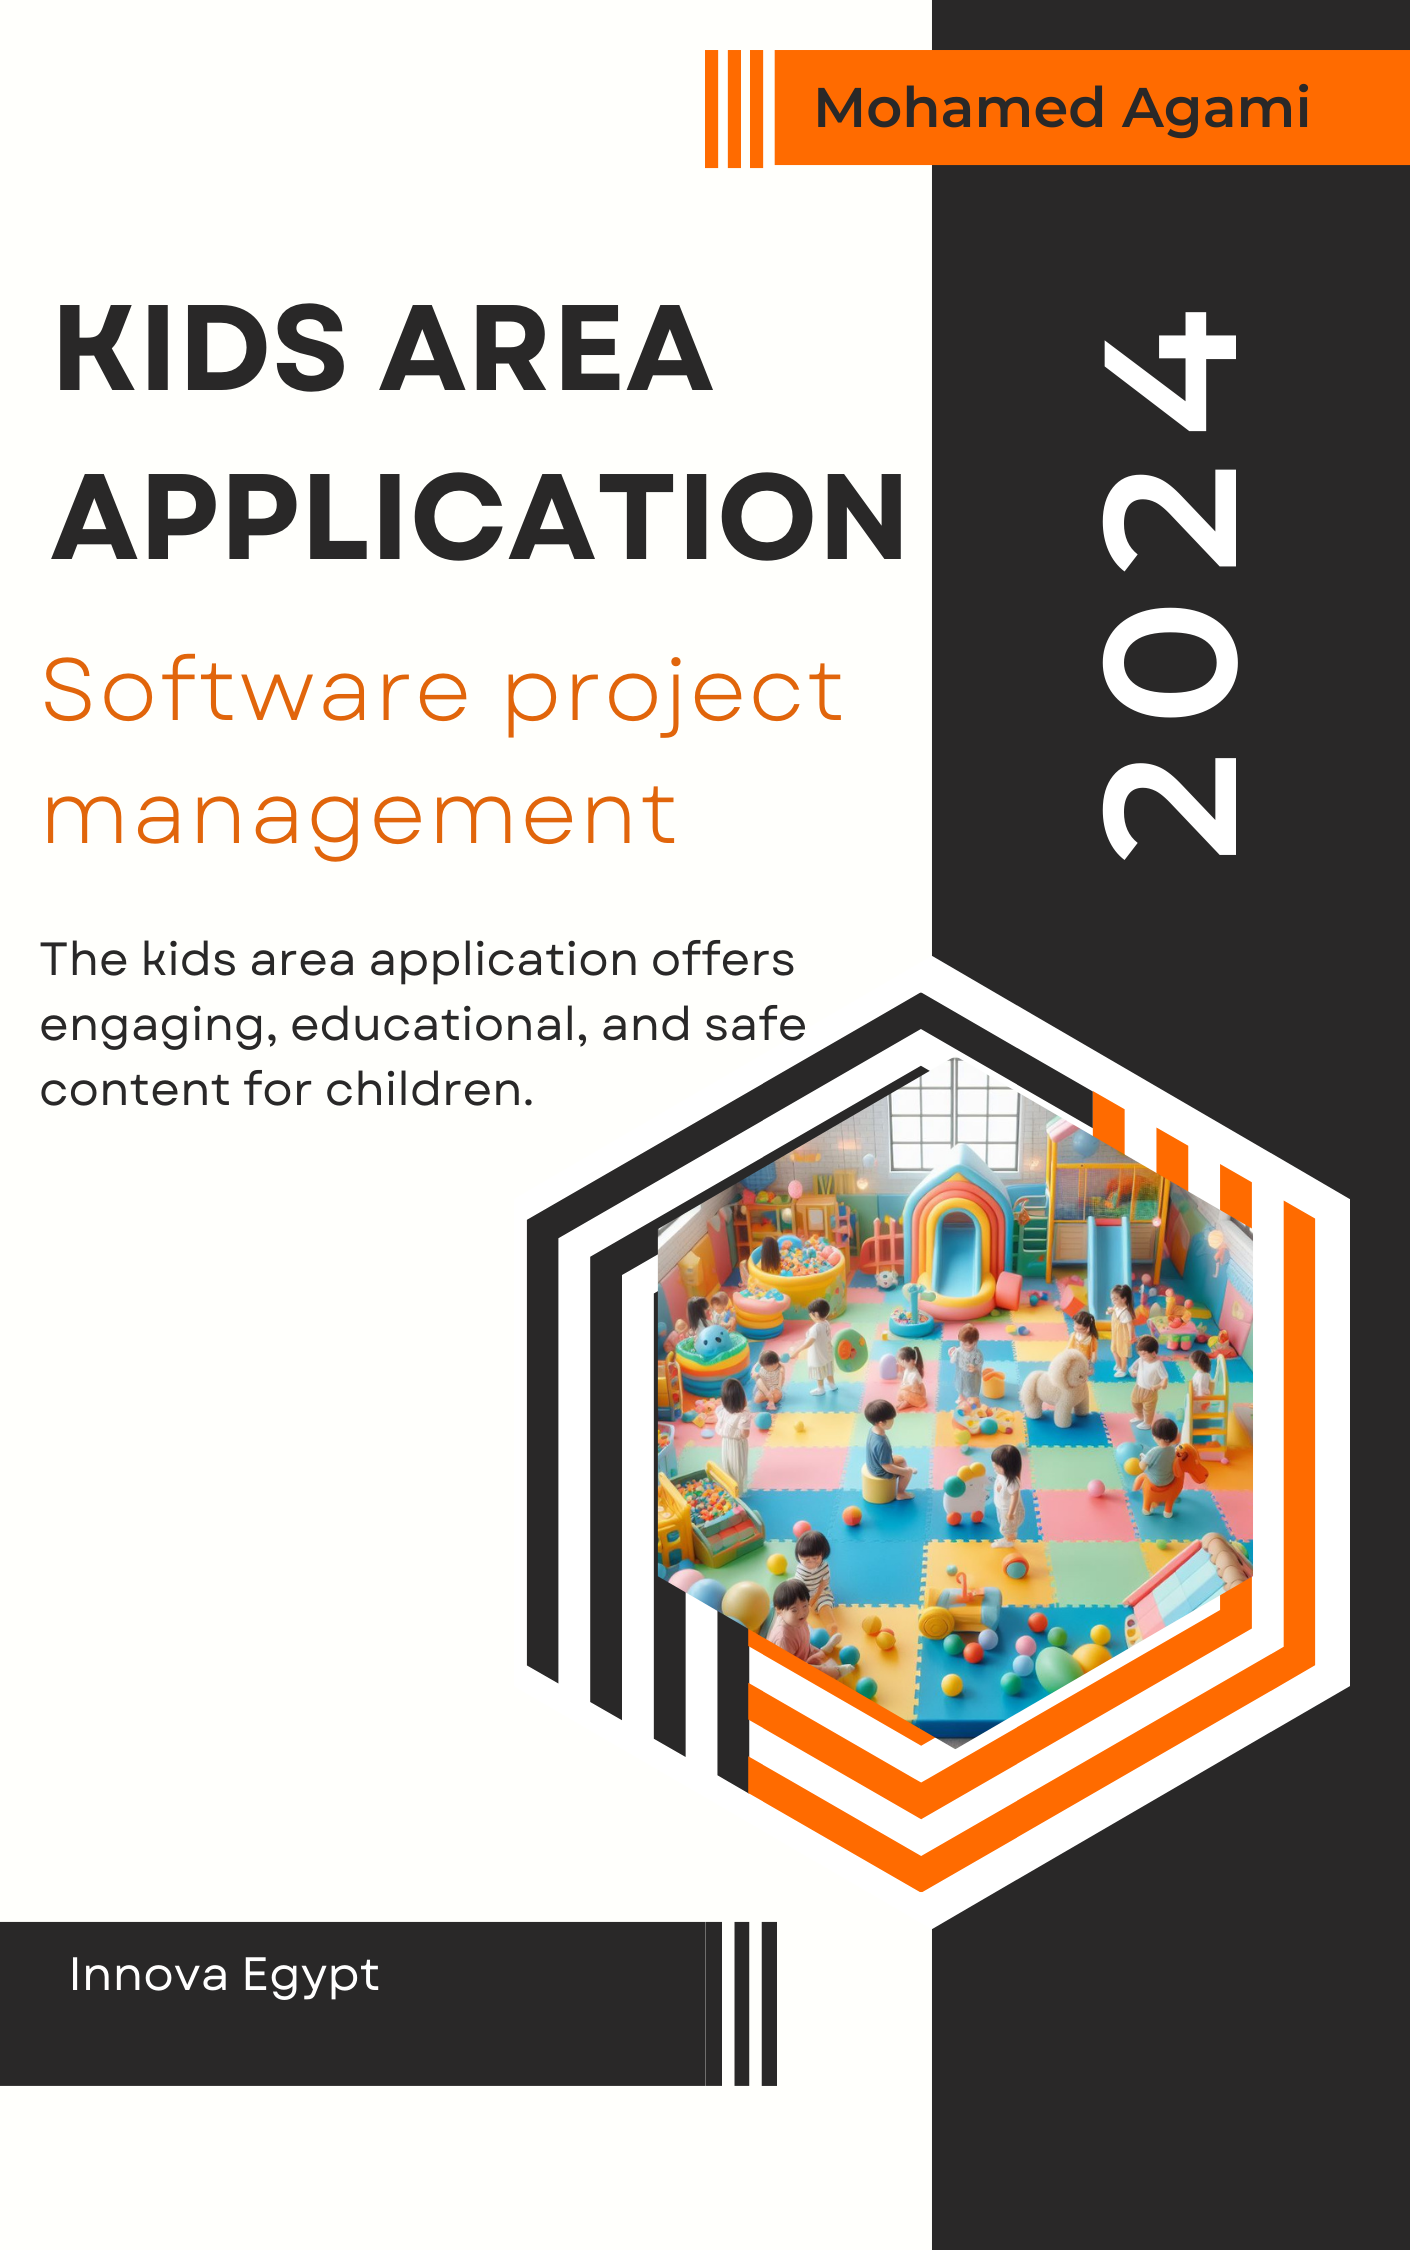 Mohamed Agami
KIDS AREA
APPLICATION
2024
Software project
management
The kids area application offers
engaging, educational, and safe
content for children.
Innova Egypt